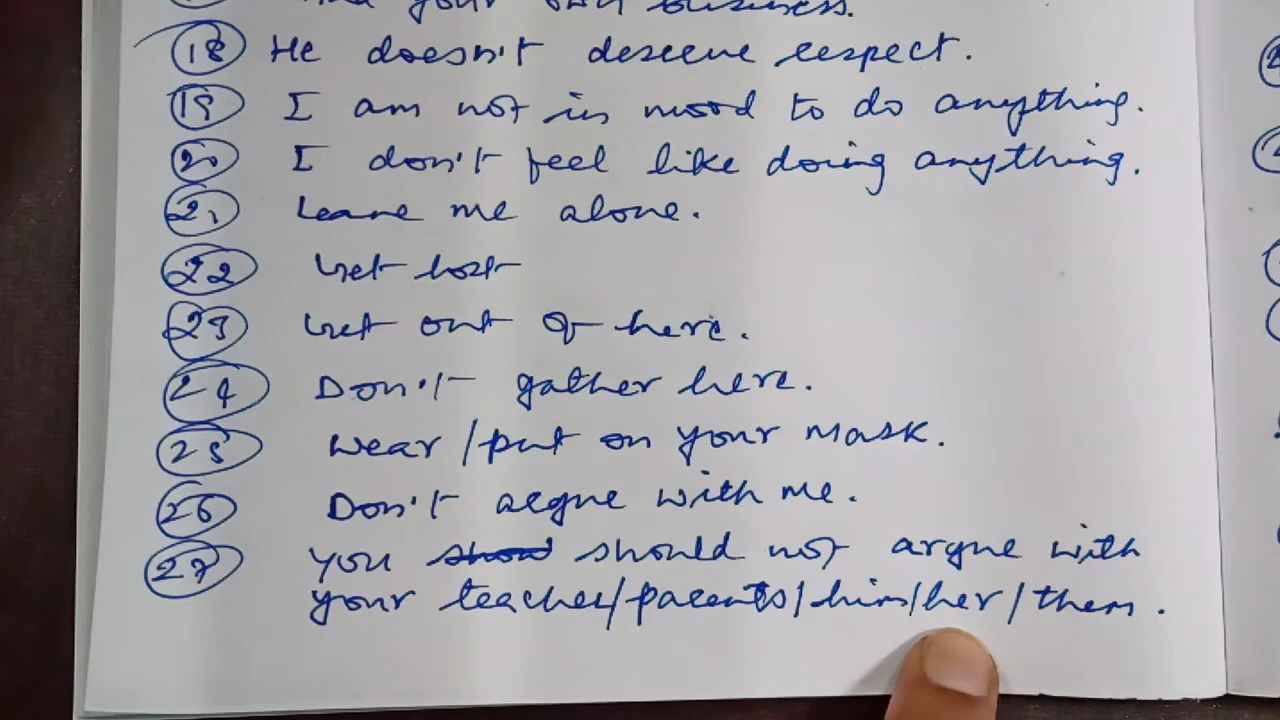 your own business.
18 He doesn't deserve respect.
19 I am not in mood to do anything.
20 I don't feel like doing anything.
21 Leave me alone.
22 Get lost
23 Get out of here.
24 Don't gather here.
25 Wear/put on your mask.
26 Don't argue with me.
27 You should not argue with
your teacher/parents/him/her/them.